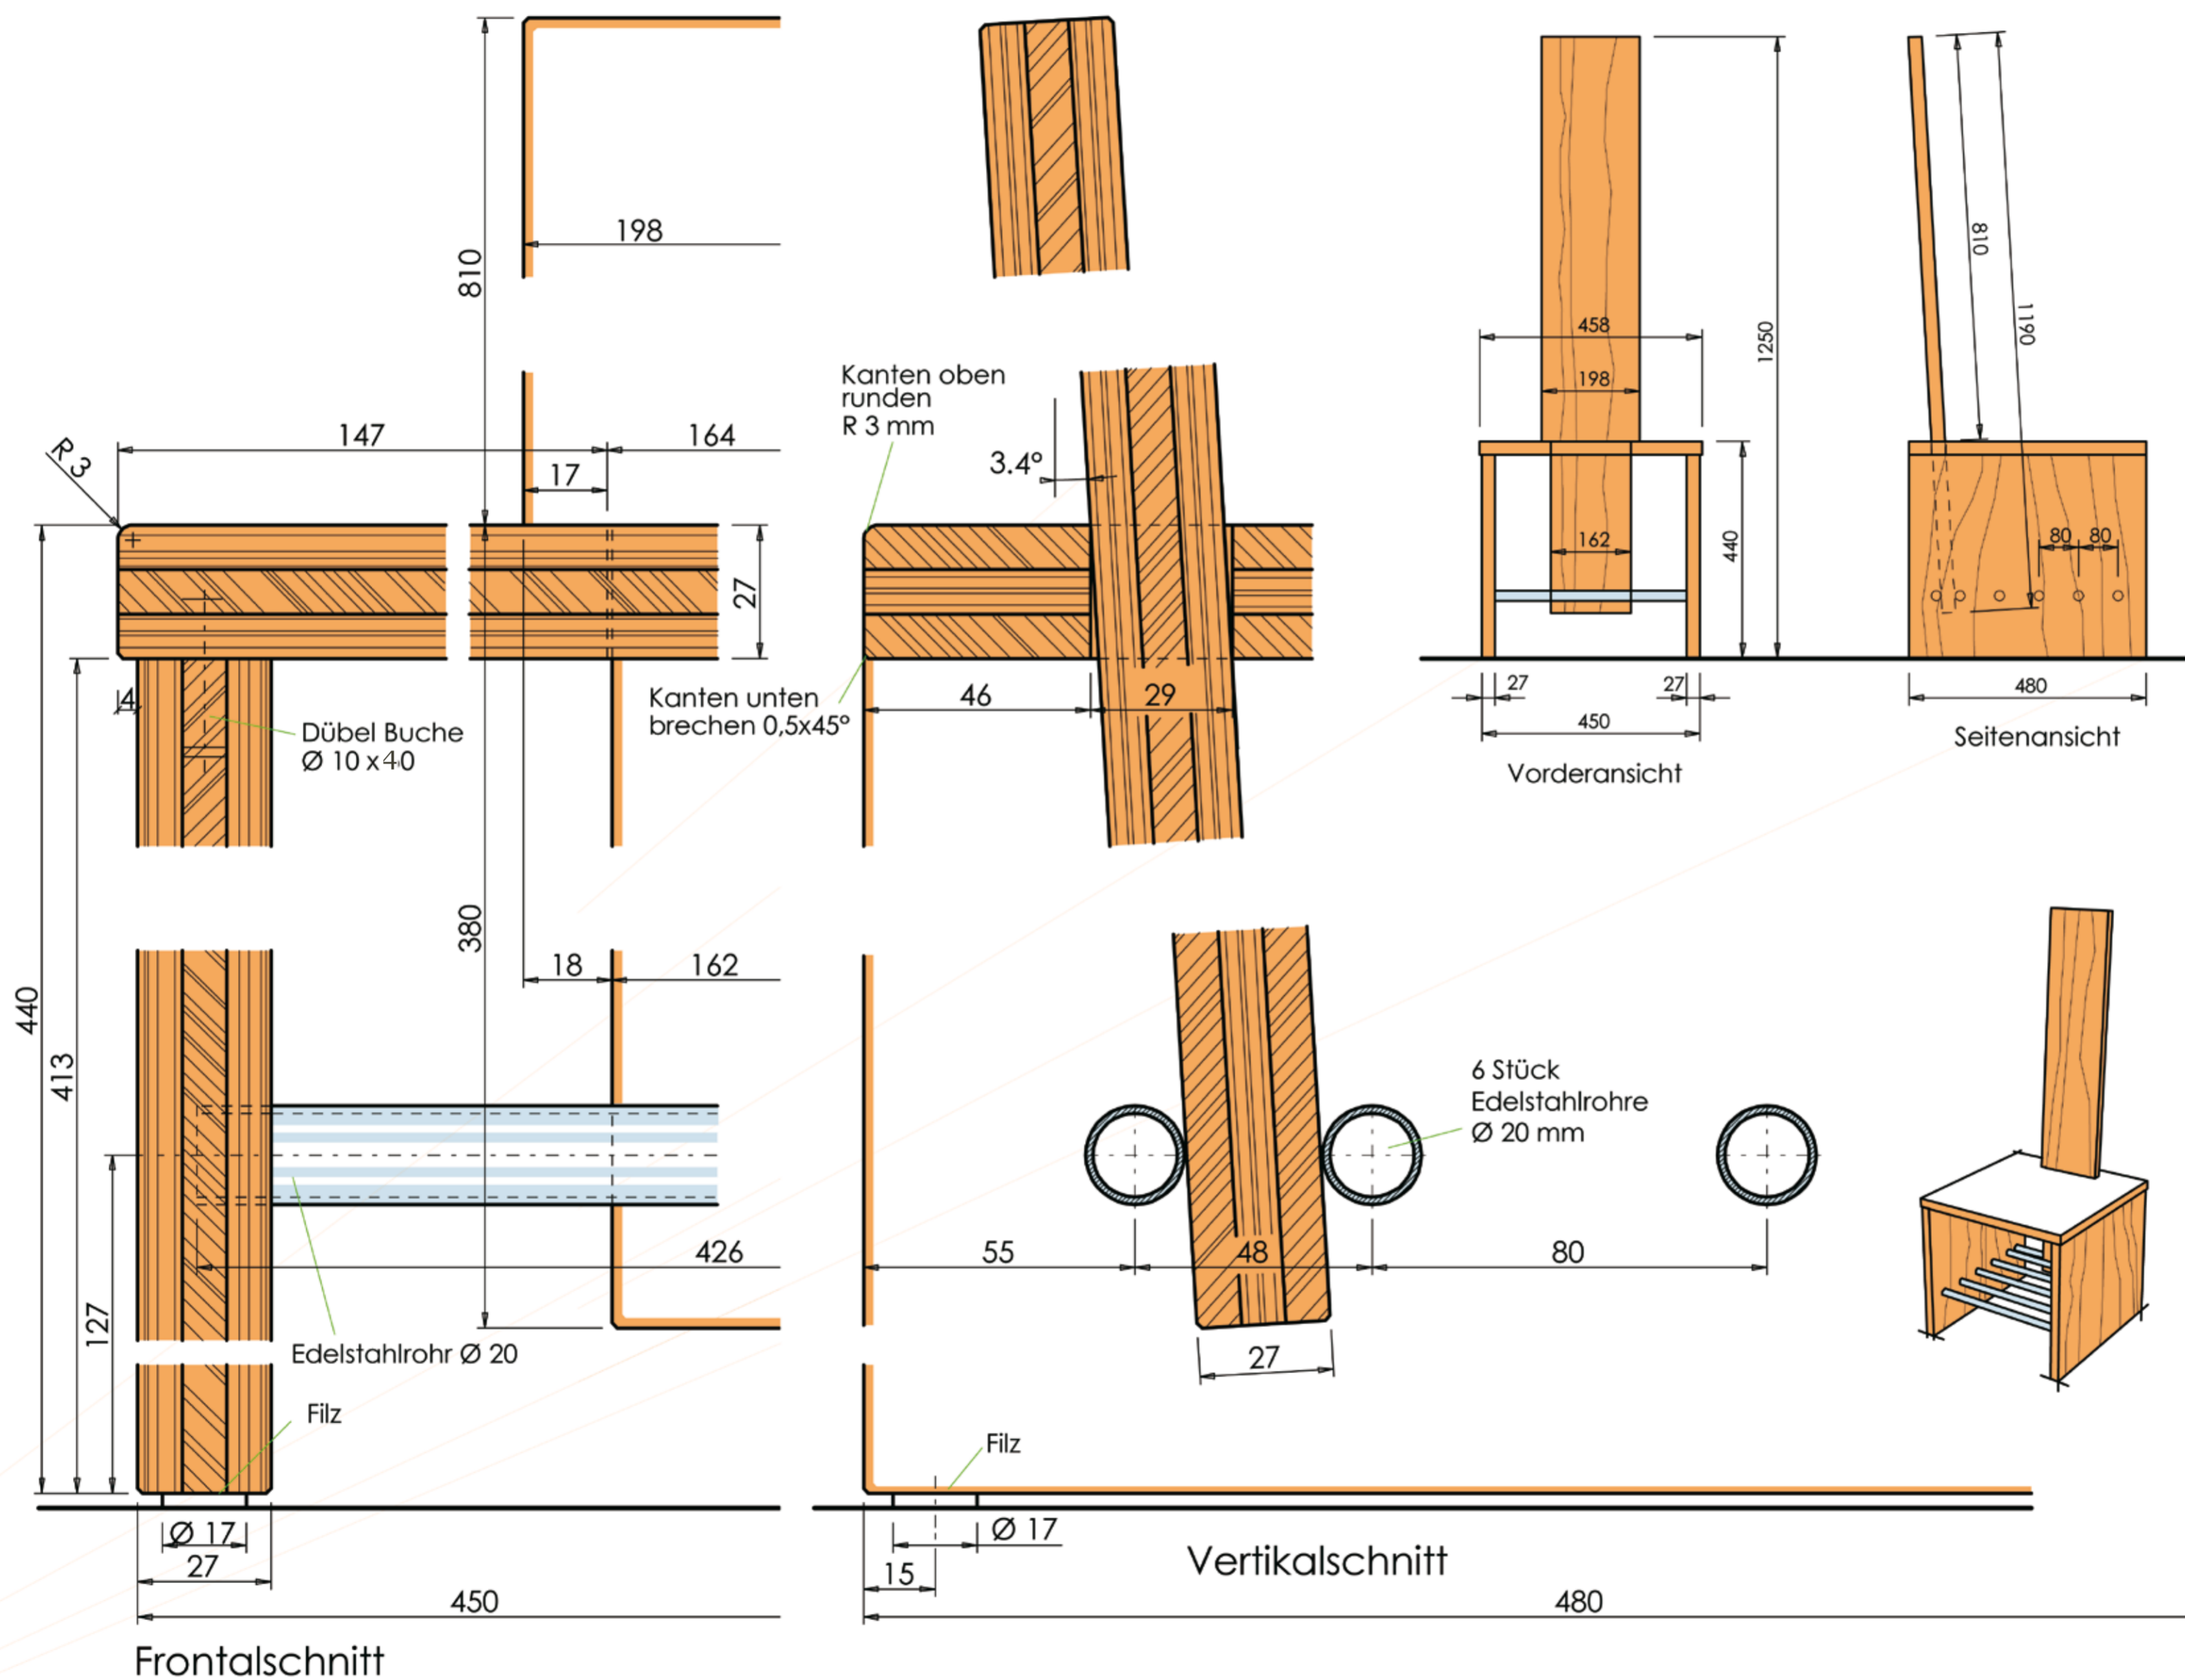 810
198
R 3
147
164
17
27
4
Dübel Buche
Ø 10 x 40
440
413
380
18
162
426
127
Edelstahlrohr Ø 20
Filz
Ø 17
27
450
Frontalschnitt
Kanten oben
runden
R 3 mm
3.4°
Kanten unten
brechen 0,5x45°
46
29
6 Stück
Edelstahlrohre
Ø 20 mm
55
48
80
27
Filz
Ø 17
15
Vertikalschnitt
480
458
198
1250
162
440
27
27
450
Vorderansicht
810
1190
80
80
480
Seitenansicht